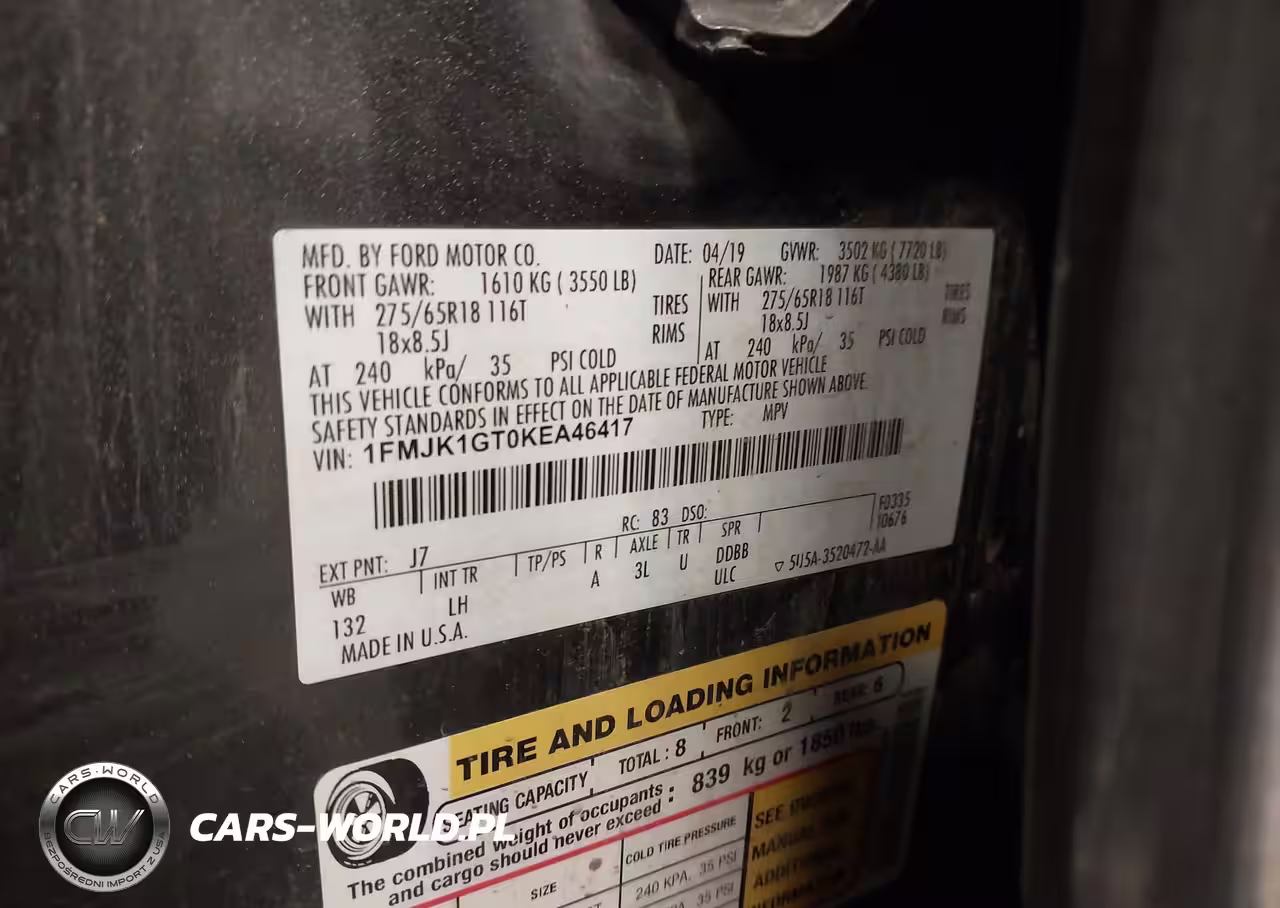 MFD. BY FORD MOTOR CO. DATE: 04/19 GVWR: 3502 KG ( 7720 LB)
FRONT GAWR: 1610 KG ( 3550 LB) REAR GAWR: 1987 KG ( 4380 LB)
WITH 275/65R18 116T TIRES WITH 275/65R18 116T TIRES
18x8.5J RIMS 18x8.5J RIMS
AT 240 kPa/ 35 PSI COLD AT 240 kPa/ 35 PSI COLD
THIS VEHICLE CONFORMS TO ALL APPLICABLE FEDERAL MOTOR VEHICLE
SAFETY STANDARDS IN EFFECT ON THE DATE OF MANUFACTURE SHOWN ABOVE.
VIN: 1FMJK1GT0KEA46417 TYPE: MPV
RC: 83 DSO: F0335
10676
EXT PNT: J7
WB INT TR TP/PS R AXLE TR SPR
132 LH A 3L U DDBB
ULC
▽ 5U5A-3520472-AA
MADE IN U.S.A.
TIRE AND LOADING INFORMATION
SEATING CAPACITY TOTAL : 8 FRONT: 2 REAR: 6
The combined weight of occupants and cargo should never exceed : 839 kg or 1850 lbs.
SIZE COLD TIRE PRESSURE
240 KPA, 35 PSI
35 PSI
SEE
MANUAL
CARS-WORLD
CW
BEZPOŚREDNI IMPORT Z USA
CARS-WORLD.PL